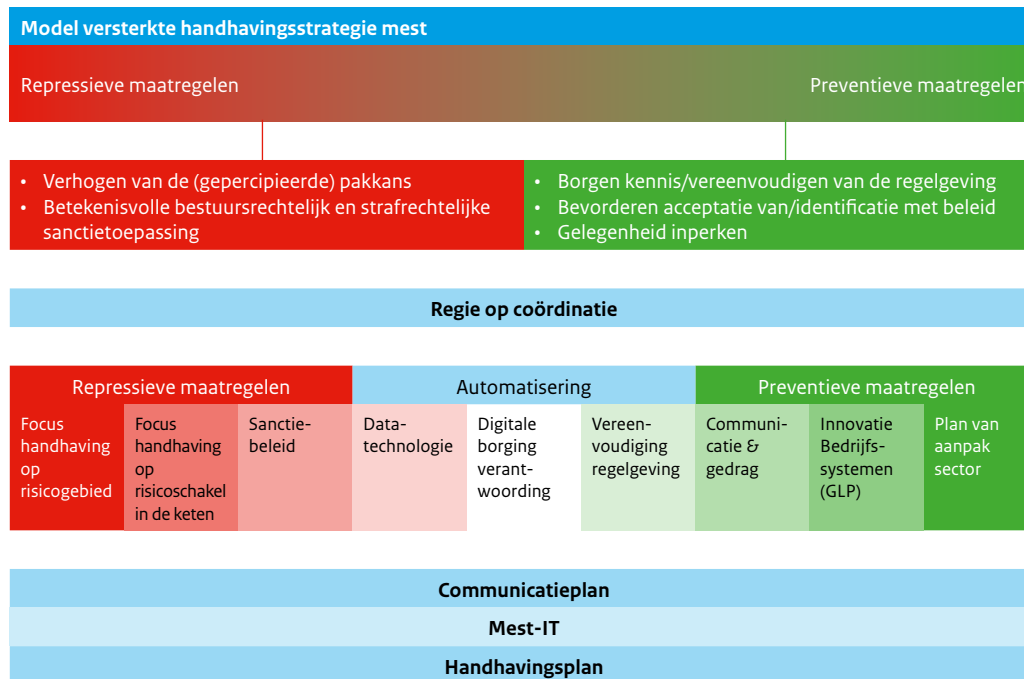 Model versterkte handhavingsstrategie mest
Repressieve maatregelen
Preventieve maatregelen
• Verhogen van de (gepercipieerde) pakkans
• Betekenisvolle bestuursrechtelijk en strafrechtelijke
sanctietoepassing
• Borgen kennis/vereenvoudigen van de regelgeving
• Bevorderen acceptatie van/identificatie met beleid
• Gelegenheid inperken
Regie op coördinatie
Repressieve maatregelen
Automatisering
Preventieve maatregelen
Focus
handhaving
op
risicogebied
Focus
handhaving
op
risicoschakel
in de keten
Sanctie-
beleid
Data-
technologie
Digitale
borging
verant-
woording
Vereen-
voudiging
regelgeving
Communi-
catie &
gedrag
Innovatie
Bedrijfs-
systemen
(GLP)
Plan van
aanpak
sector
Communicatieplan
Mest-IT
Handhavingsplan